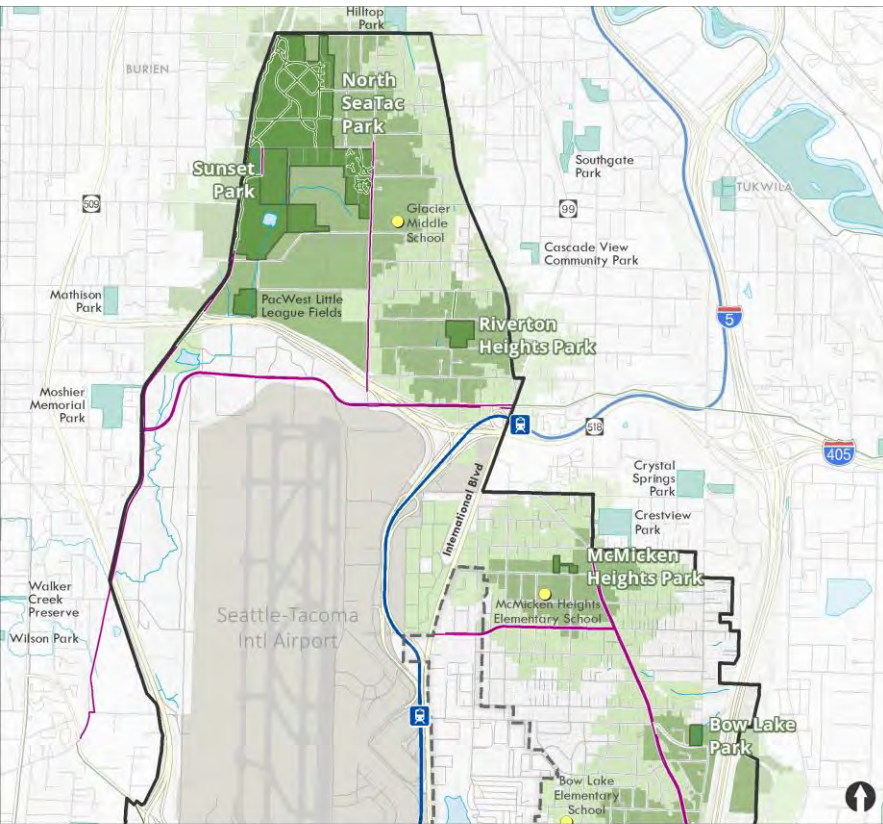 Hilltop
Park
BURIEN
North
SeaTac
Park
Southgate
Park
Sunset
Park
TUKWILA
509
99
Glacier
Middle
School
Cascade View
Community Park
Mathison
Park
PacWest Little
League Fields
5
Riverton
Heights Park
Moshier
Memorial
Park
518
405
International Blvd
Crystal
Springs
Park
Crestview
Park
McMicken
Heights Park
Walker
Creek
Preserve
McMicken Heights
Elementary School
Seattle-Tacoma
Intl Airport
Wilson Park
Bow Lake
Park
Bow Lake
Elementary
School